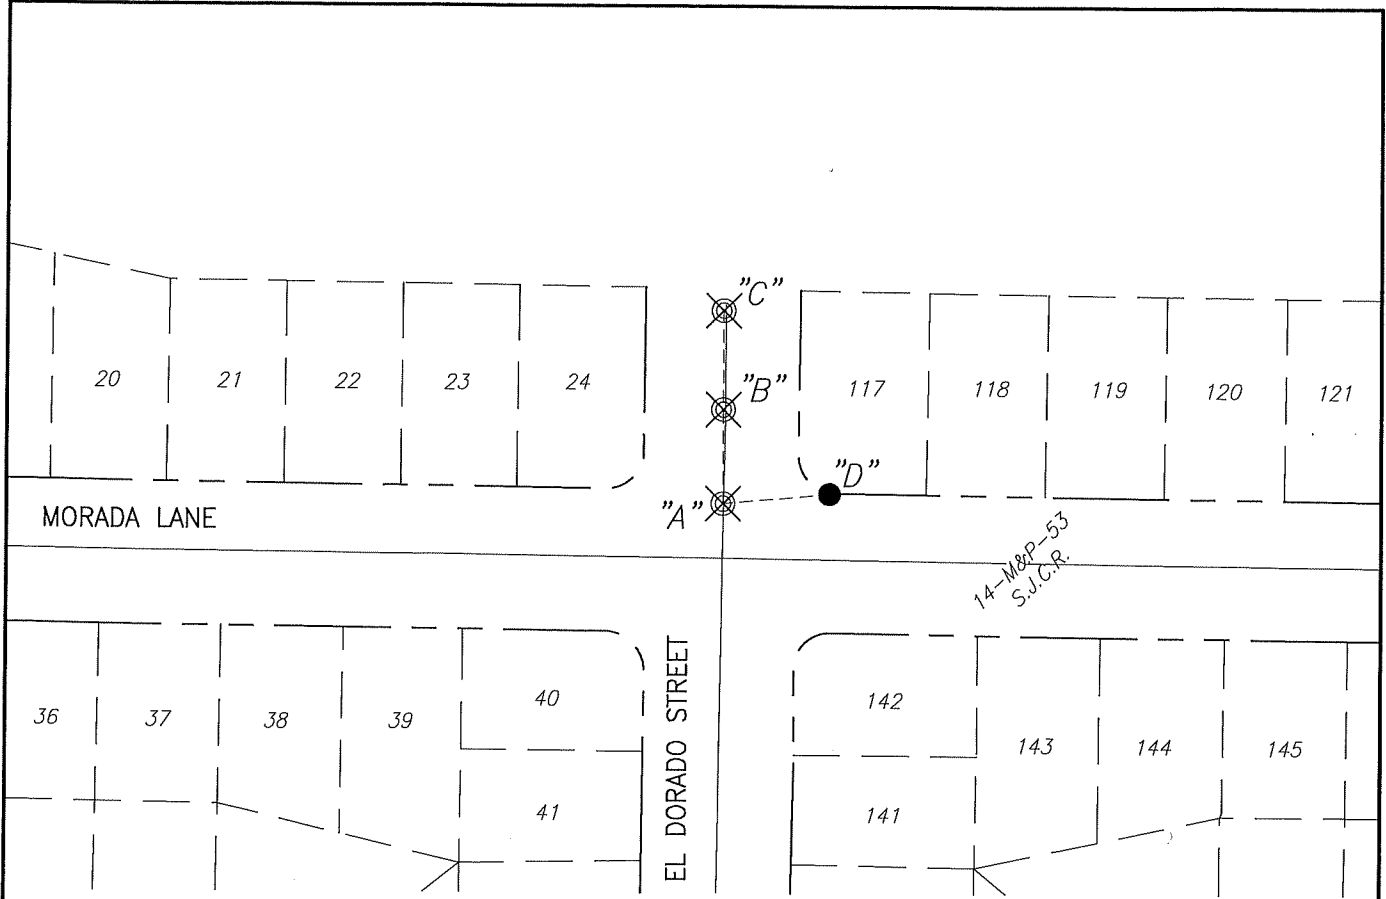 "C"
"B"
20
21
22
23
24
117
118
119
120
121
"D"
"A"
MORADA LANE
14-M&P-53
S.J.C.R.
36
37
38
39
40
41
EL DORADO STREET
142
141
143
144
145